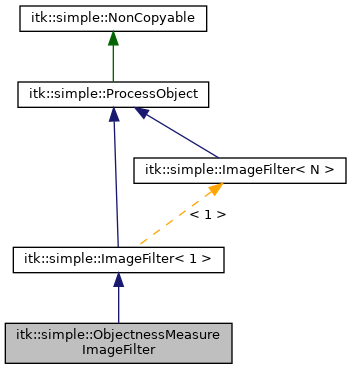 itk::simple::NonCopyable
itk::simple::ProcessObject
itk::simple::ImageFilter< N >
< 1 >
itk::simple::ImageFilter< 1 >
itk::simple::ObjectnessMeasure
ImageFilter